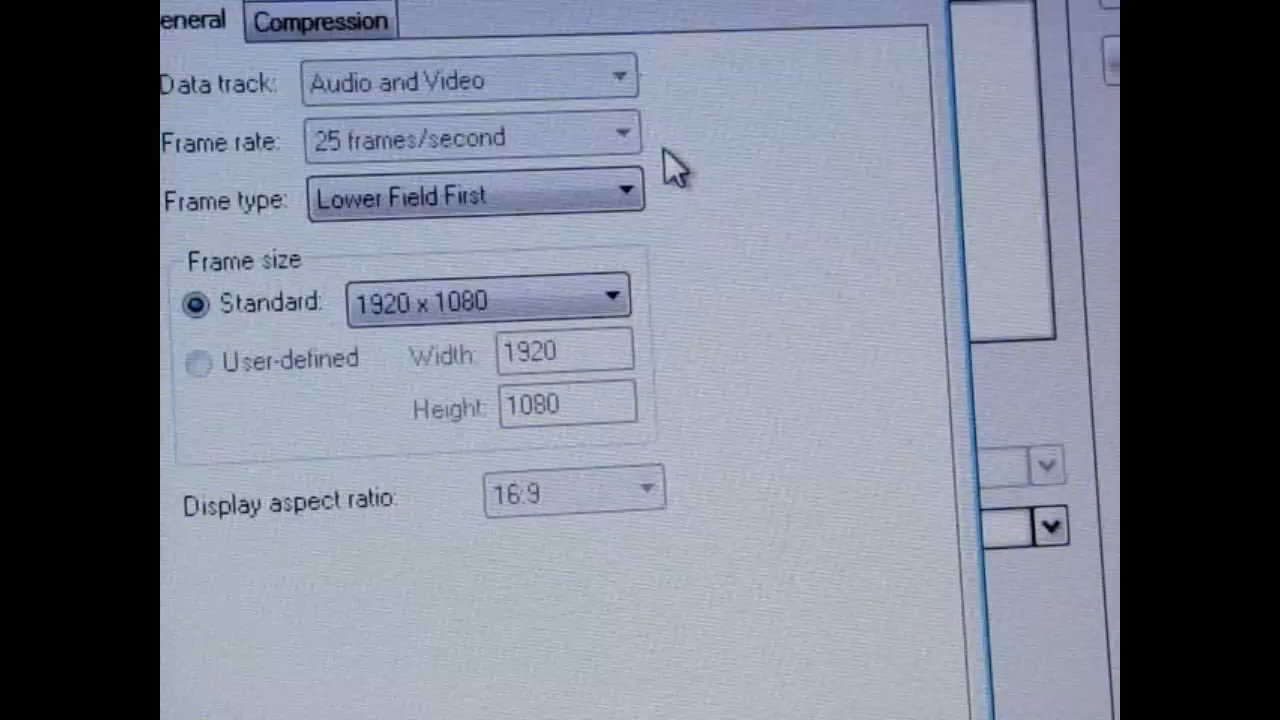 eneral Compression
Data track: Audio and Video
Frame rate: 25 frames/second
Frame type: Lower Field First
Frame size
Standard: 1920 x 1080
User-defined Width: 1920
Height: 1080
Display aspect ratio: 16:9